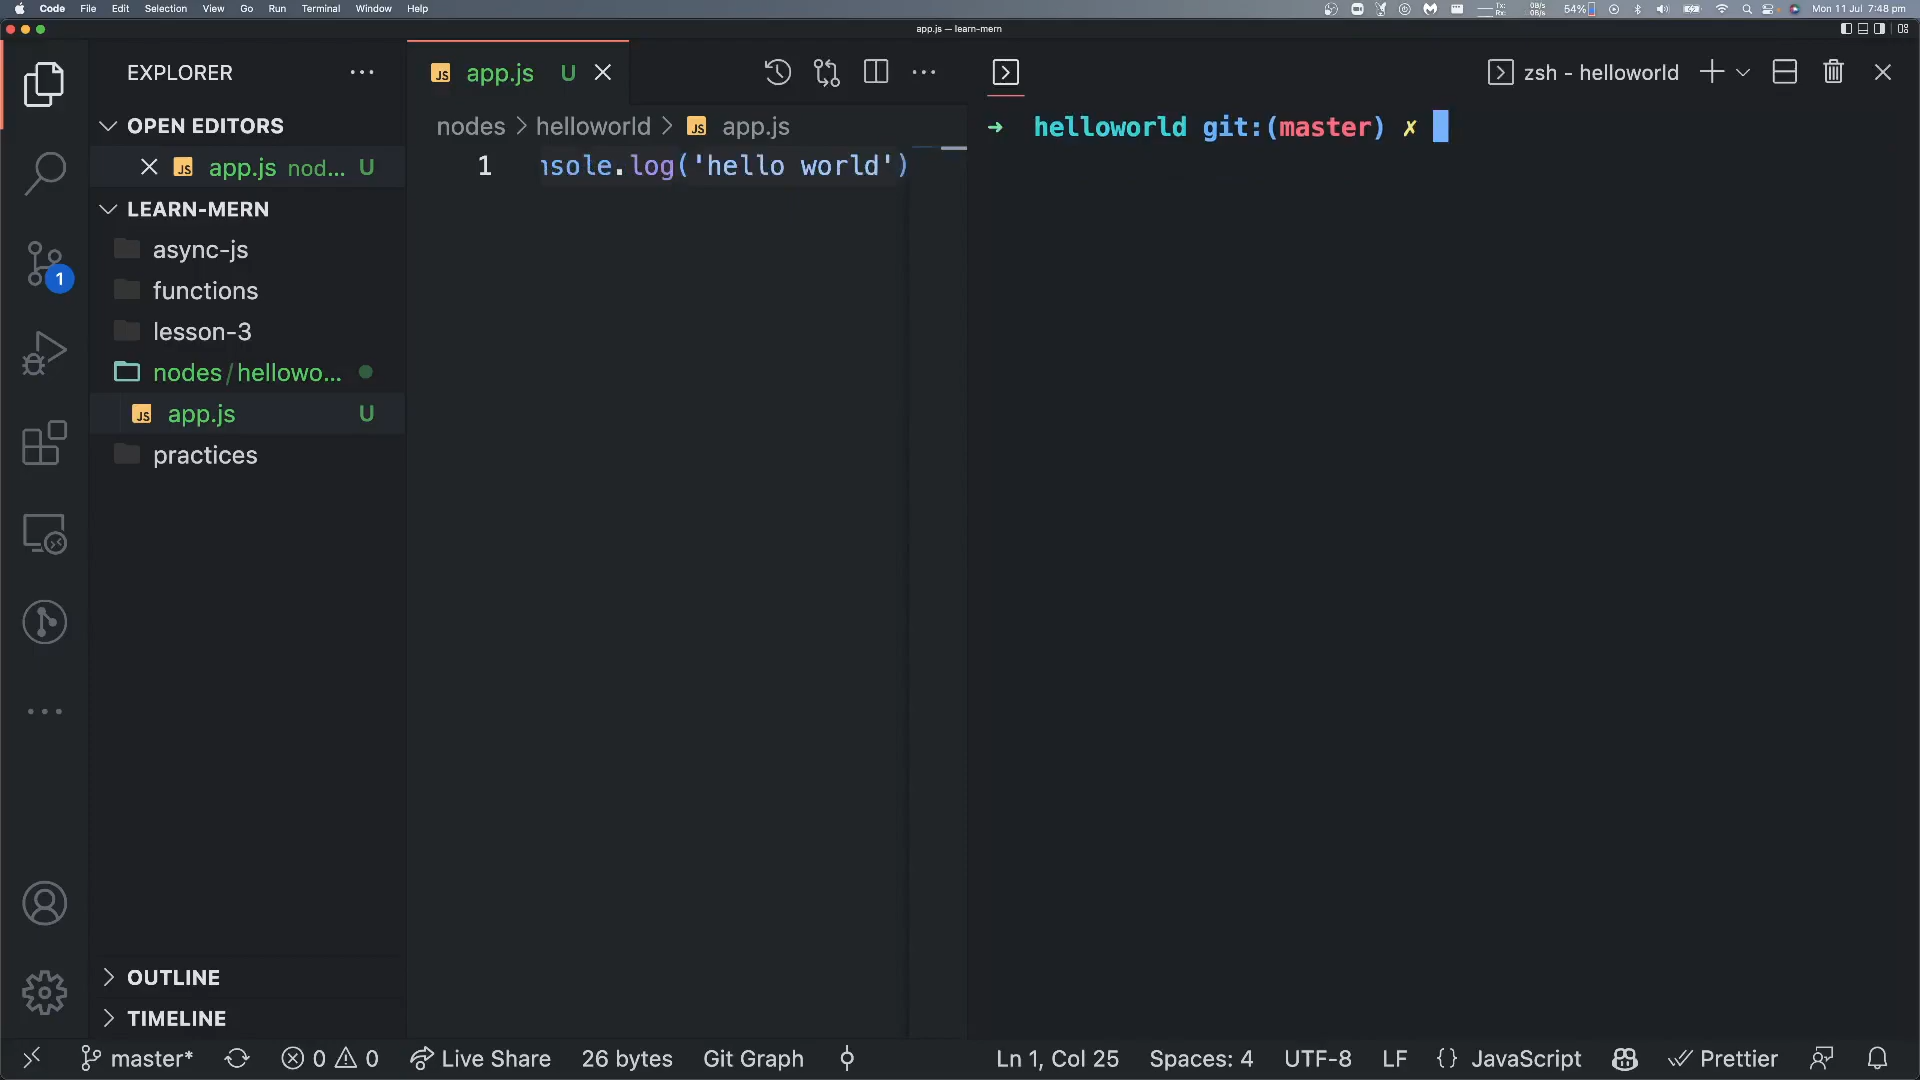 Code File Edit Selection View Go Run Terminal Window Help
54% Mon 11 Jul 7:48 pm
app.js — learn-mern
EXPLORER
OPEN EDITORS
app.js nod... U
LEARN-MERN
async-js
functions
lesson-3
nodes/hellowo...
app.js U
practices
OUTLINE
TIMELINE
1
app.js U
nodes > helloworld > app.js
1 nsole.log('hello world')
zsh - helloworld
→ helloworld git:(master) ✗
master* 0 0 Live Share 26 bytes Git Graph Ln 1, Col 25 Spaces: 4 UTF-8 LF {} JavaScript Prettier